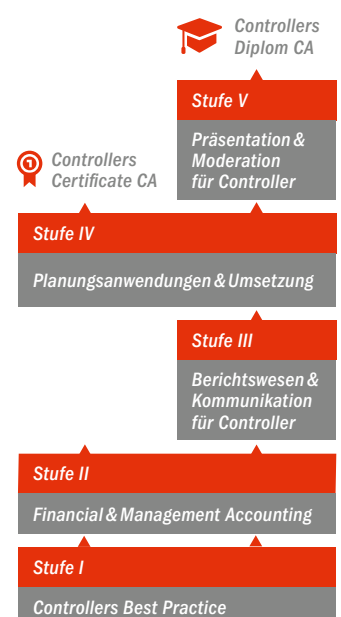 Controllers
Diplom CA
Stufe V
Präsentation &
Moderation
für Controller
Controllers
Certificate CA
Stufe IV
Planungsanwendungen & Umsetzung
Stufe III
Berichtswesen &
Kommunikation
für Controller
Stufe II
Financial & Management Accounting
Stufe I
Controllers Best Practice